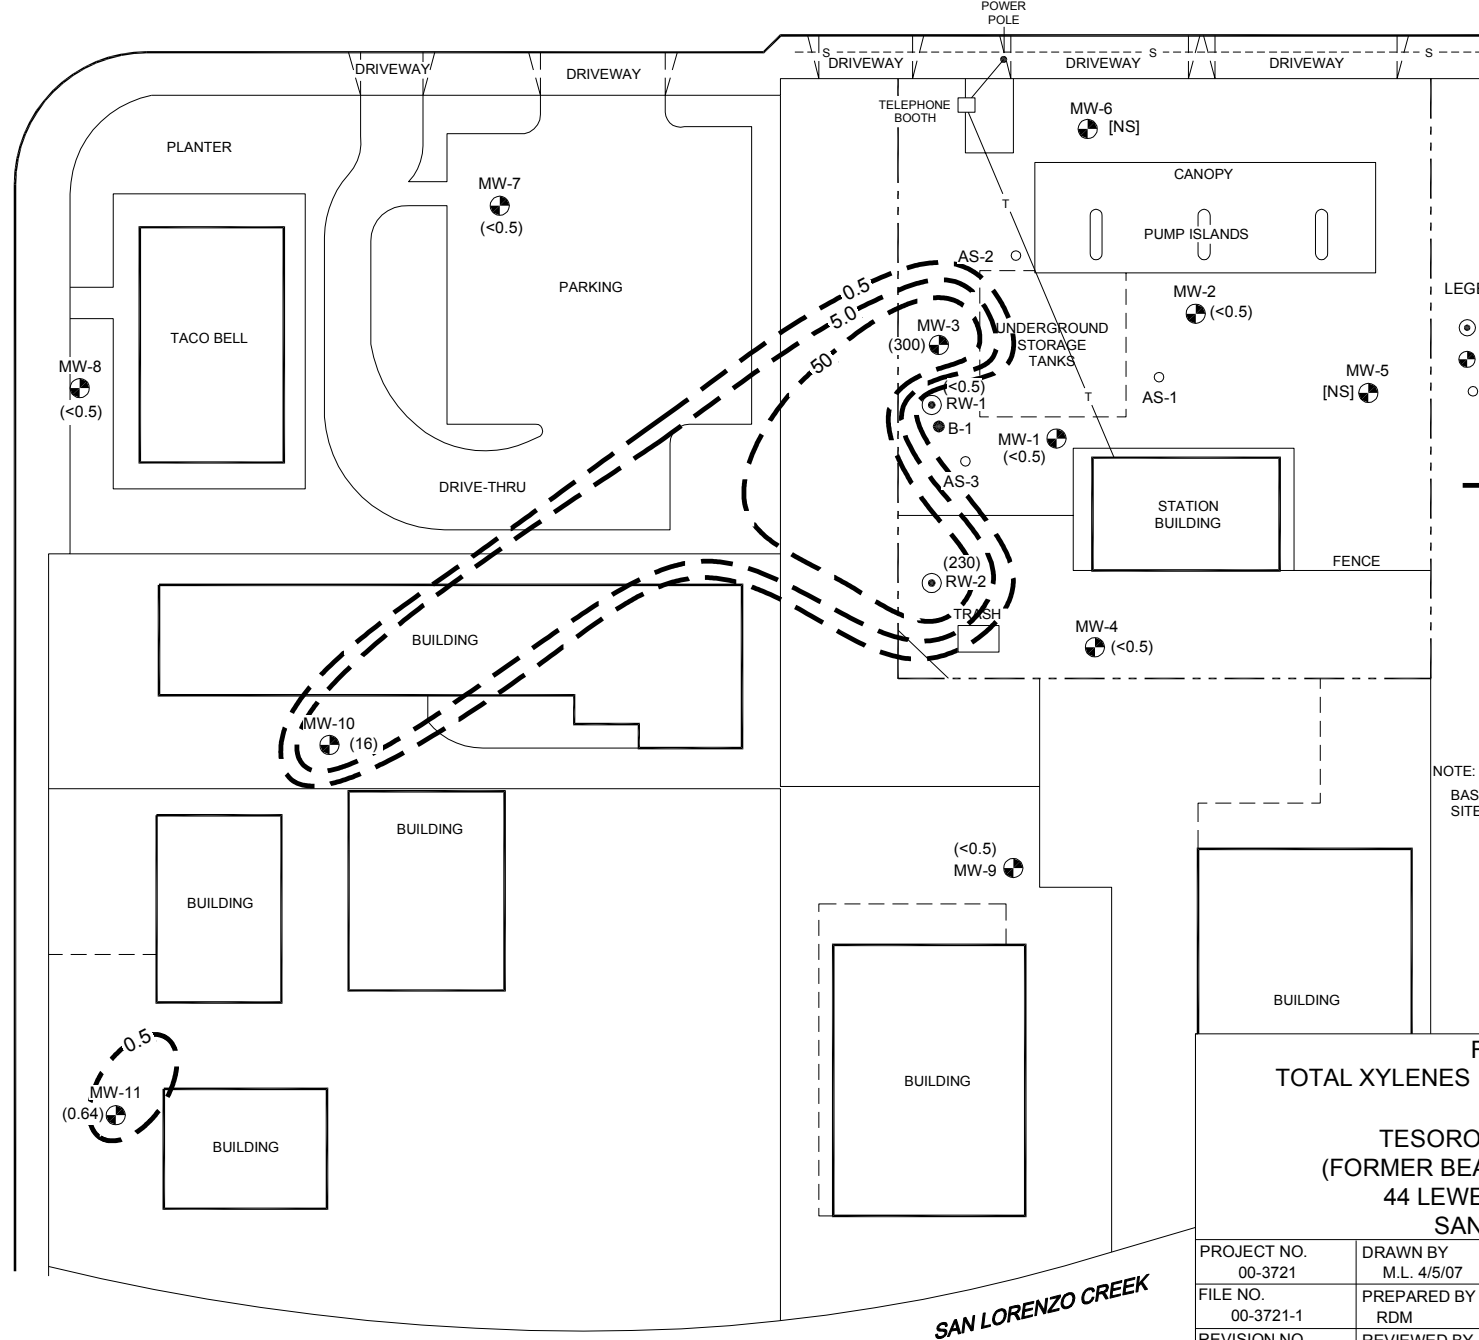 POWER
POLE
S
S
S
DRIVEWAY
DRIVEWAY
DRIVEWAY
DRIVEWAY
DRIVEWAY
TELEPHONE
BOOTH
MW-6
[NS]
PLANTER
CANOPY
MW-7
(<0.5)
T
PUMP ISLANDS
AS-2
PARKING
0.5
5.0
50
MW-2
(<0.5)
LEGE
MW-3
(300)
UNDERGROUND
STORAGE
TANKS
TACO BELL
MW-8
(<0.5)
MW-5
[NS]
(<0.5)
RW-1
T
AS-1
B-1
MW-1
(<0.5)
AS-3
DRIVE-THRU
STATION
BUILDING
FENCE
(230)
RW-2
TRASH
MW-4
(<0.5)
BUILDING
MW-10
(16)
NOTE:
BAS
SITE
BUILDING
(<0.5)
MW-9
BUILDING
BUILDING
0.5
MW-11
(0.64)
BUILDING
BUILDING
F
TOTAL XYLENES
TESORO
(FORMER BEA
44 LEWE
SAN
PROJECT NO.
00-3721
DRAWN BY
M.L. 4/5/07
FILE NO.
00-3721-1
PREPARED BY
RDM
REVISION NO.
REVIEWED BY
SAN LORENZO CREEK